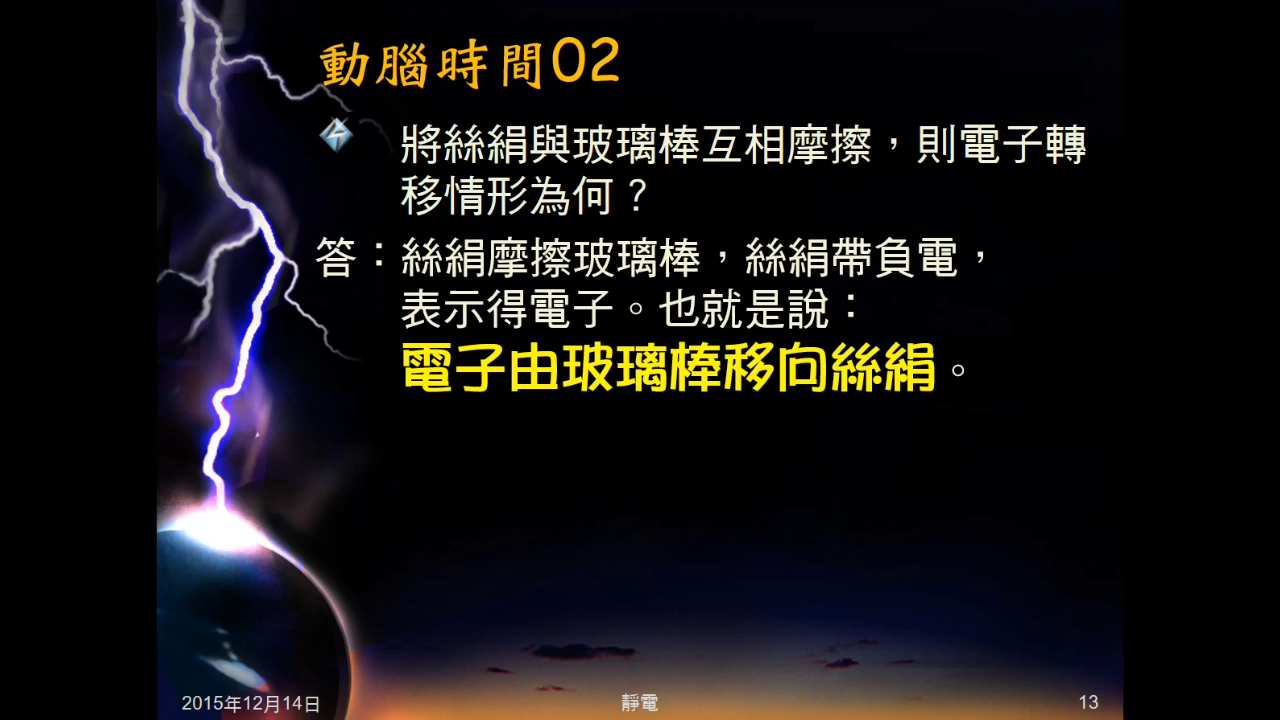 動腦時間02
將絲絹與玻璃棒互相摩擦，則電子轉
移情形為何？
答：絲絹摩擦玻璃棒，絲絹帶負電，
表示得電子。也就是說：
電子由玻璃棒移向絲絹。
2015年12月14日
靜電
13